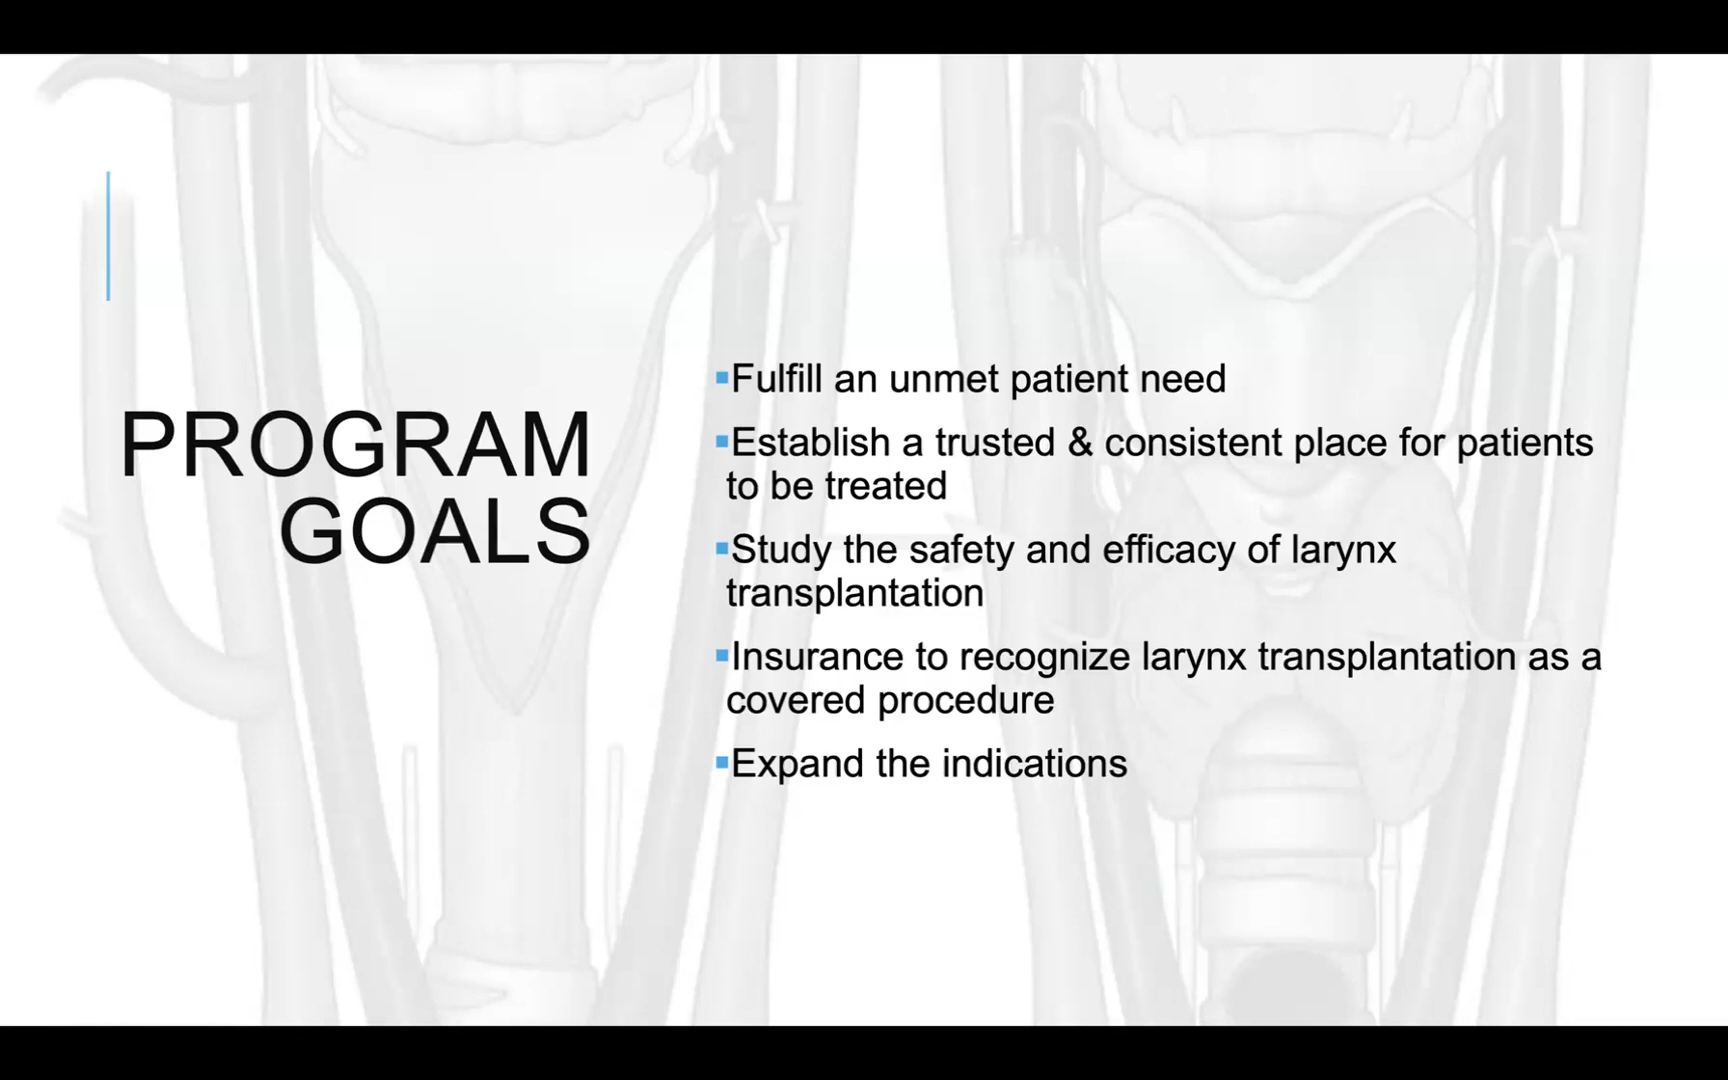 PROGRAM
GOALS
▪Fulfill an unmet patient need
▪Establish a trusted & consistent place for patients
to be treated
▪Study the safety and efficacy of larynx
transplantation
▪Insurance to recognize larynx transplantation as a
covered procedure
▪Expand the indications